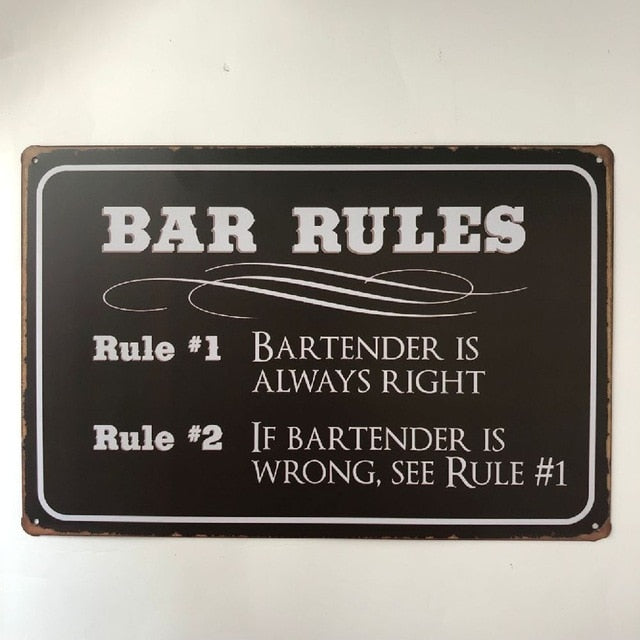 BAR RULES
Rule #1 BARTENDER IS
ALWAYS RIGHT
Rule #2 IF BARTENDER IS
WRONG, SEE RULE #1